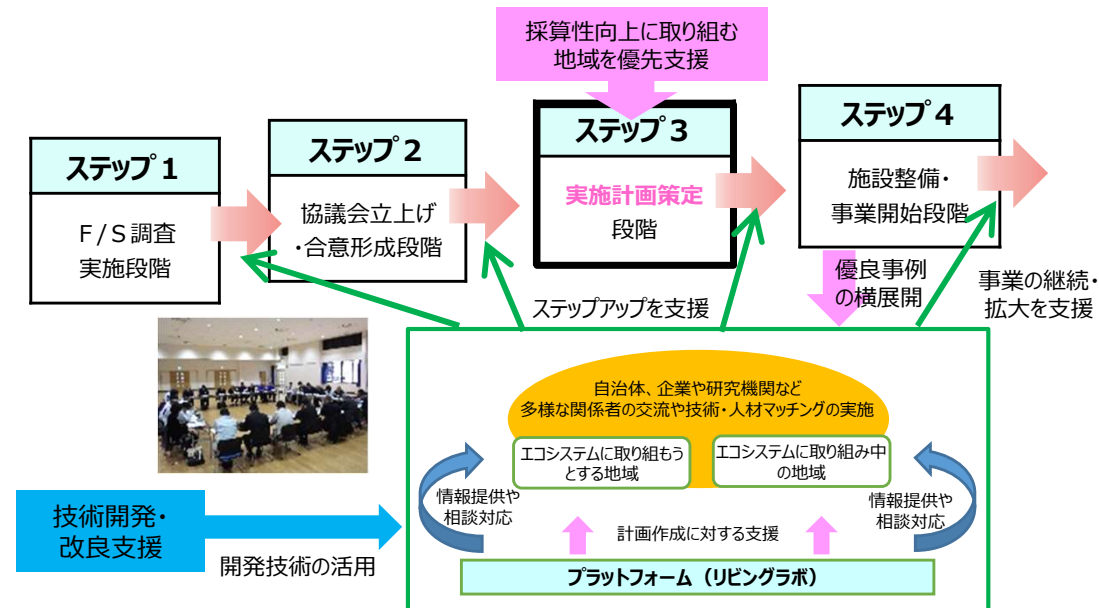 採算性向上に取り組む
地域を優先支援
ステップ１
Ｆ/Ｓ調査
実施段階
ステップ２
協議会立上げ
・合意形成段階
ステップ３
実施計画策定
段階
ステップ４
施設整備・
事業開始段階
ステップアップを支援
優良事例
の横展開
事業の継続・
拡大を支援
自治体、企業や研究機関など
多様な関係者の交流や技術・人材マッチングの実施
エコシステムに取り組もう
とする地域
エコシステムに取り組み中
の地域
情報提供や
相談対応
情報提供や
相談対応
計画作成に対する支援
プラットフォーム（リビングラボ）
技術開発・
改良支援
開発技術の活用